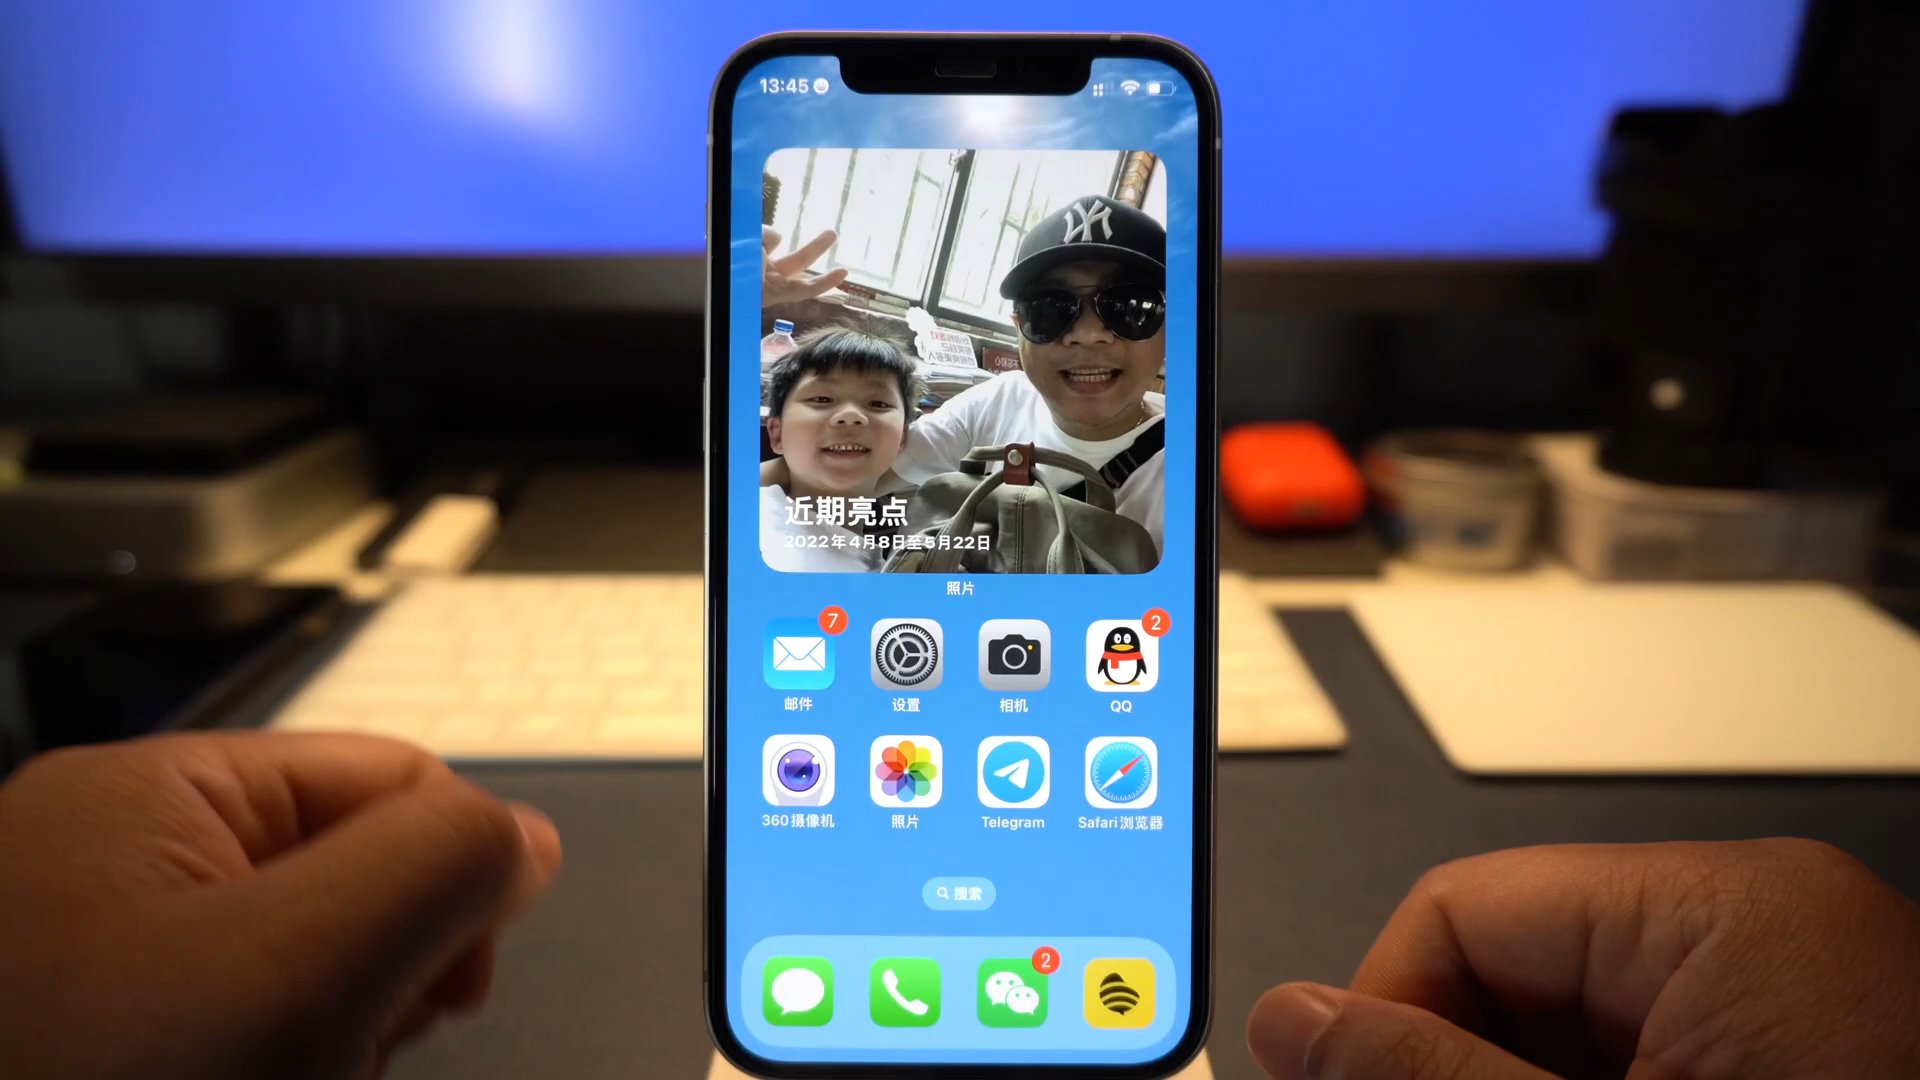 13:45
近期亮点
2022年4月8日至5月22日
照片
7
2
邮件
设置
相机
QQ
360摄像机
照片
Telegram
Safari浏览器
搜索
2